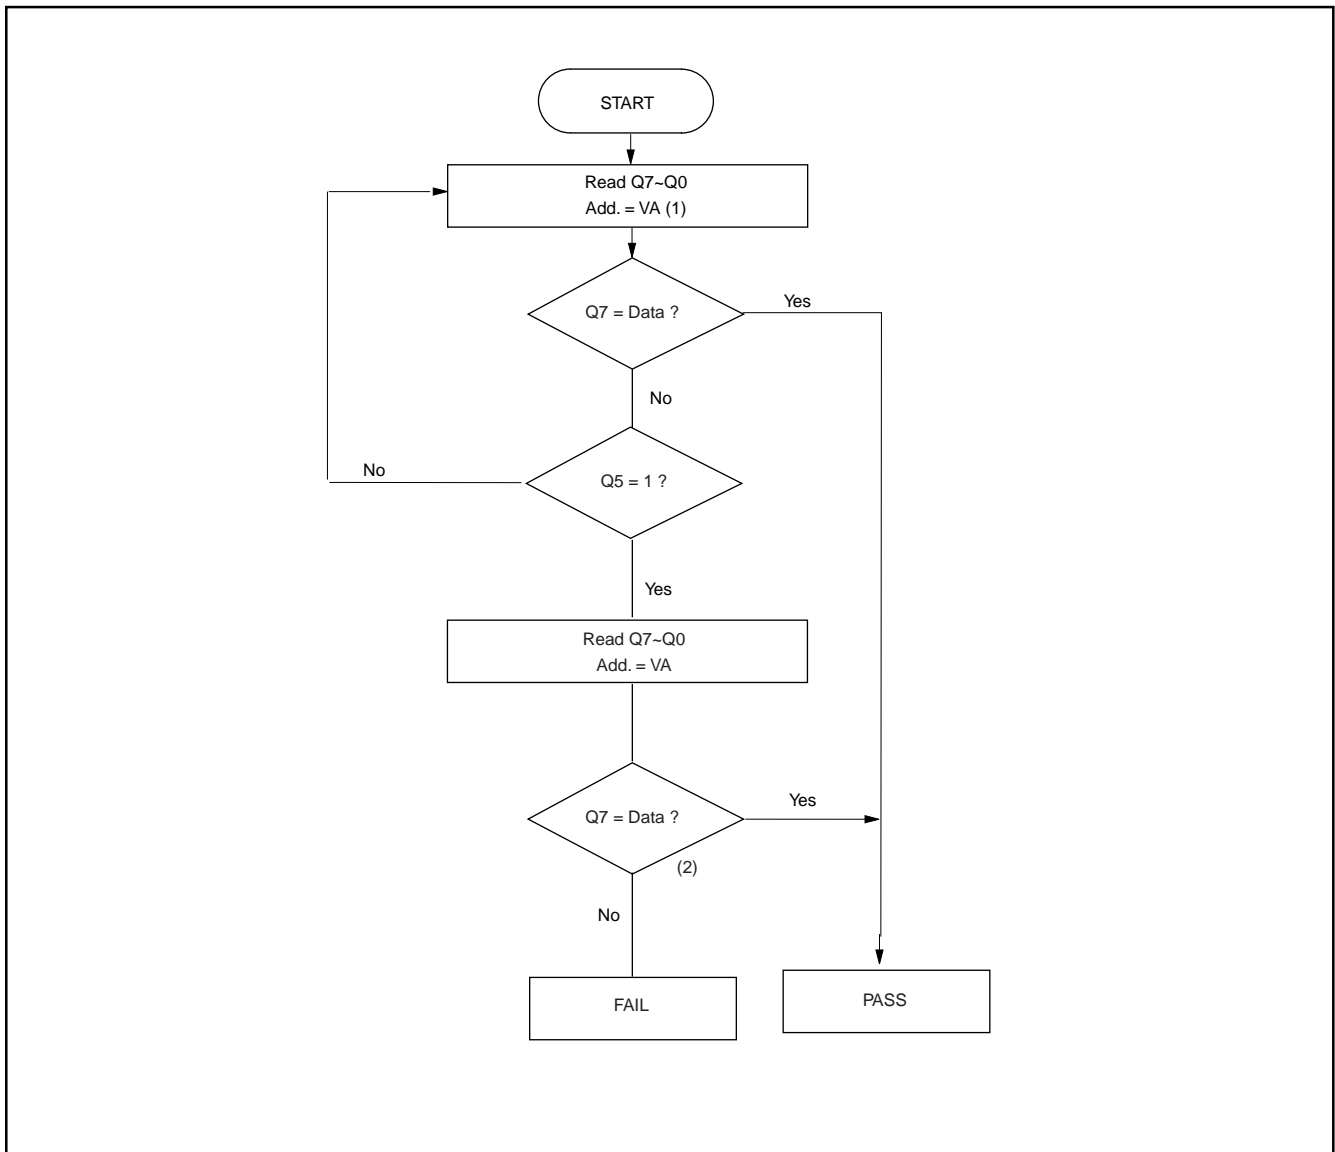 START
Read Q7~Q0
Add. = VA (1)
Q7 = Data ?
Yes
No
Q5 = 1 ?
No
Yes
Read Q7~Q0
Add. = VA
Q7 = Data ?
Yes
(2)
No
FAIL
PASS